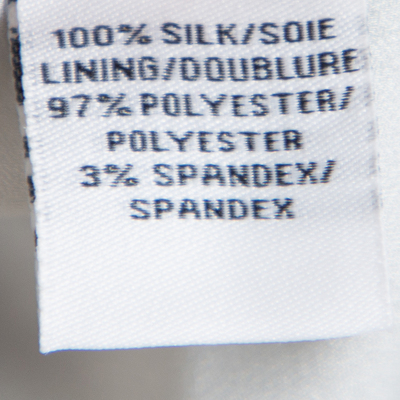 100% SILK/SOIE
LINING/DOUBLURE
97% POLYESTER/
POLYESTER
3% SPANDEX/
SPANDEX